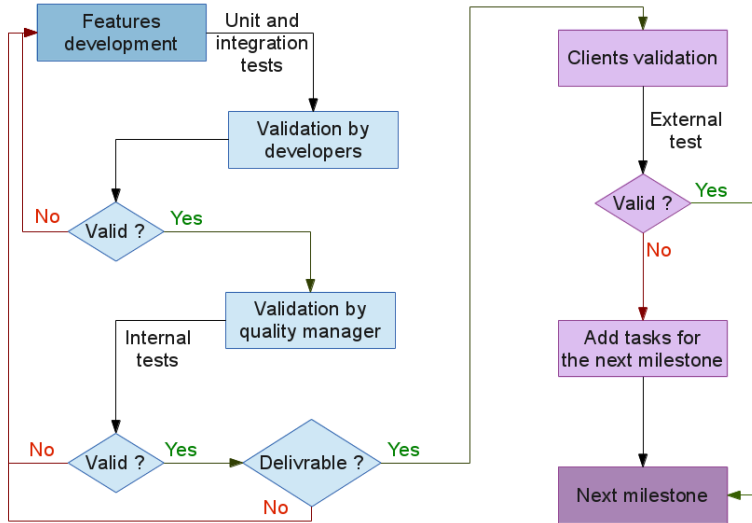 Features
development
Unit and
integration
tests
Validation by
developers
No
Valid ?
Yes
Validation by
quality manager
Internal
tests
No
Valid ?
Yes
Delivrable ?
Yes
No
Clients validation
External
test
Valid ?
Yes
No
Add tasks for
the next milestone
Next milestone